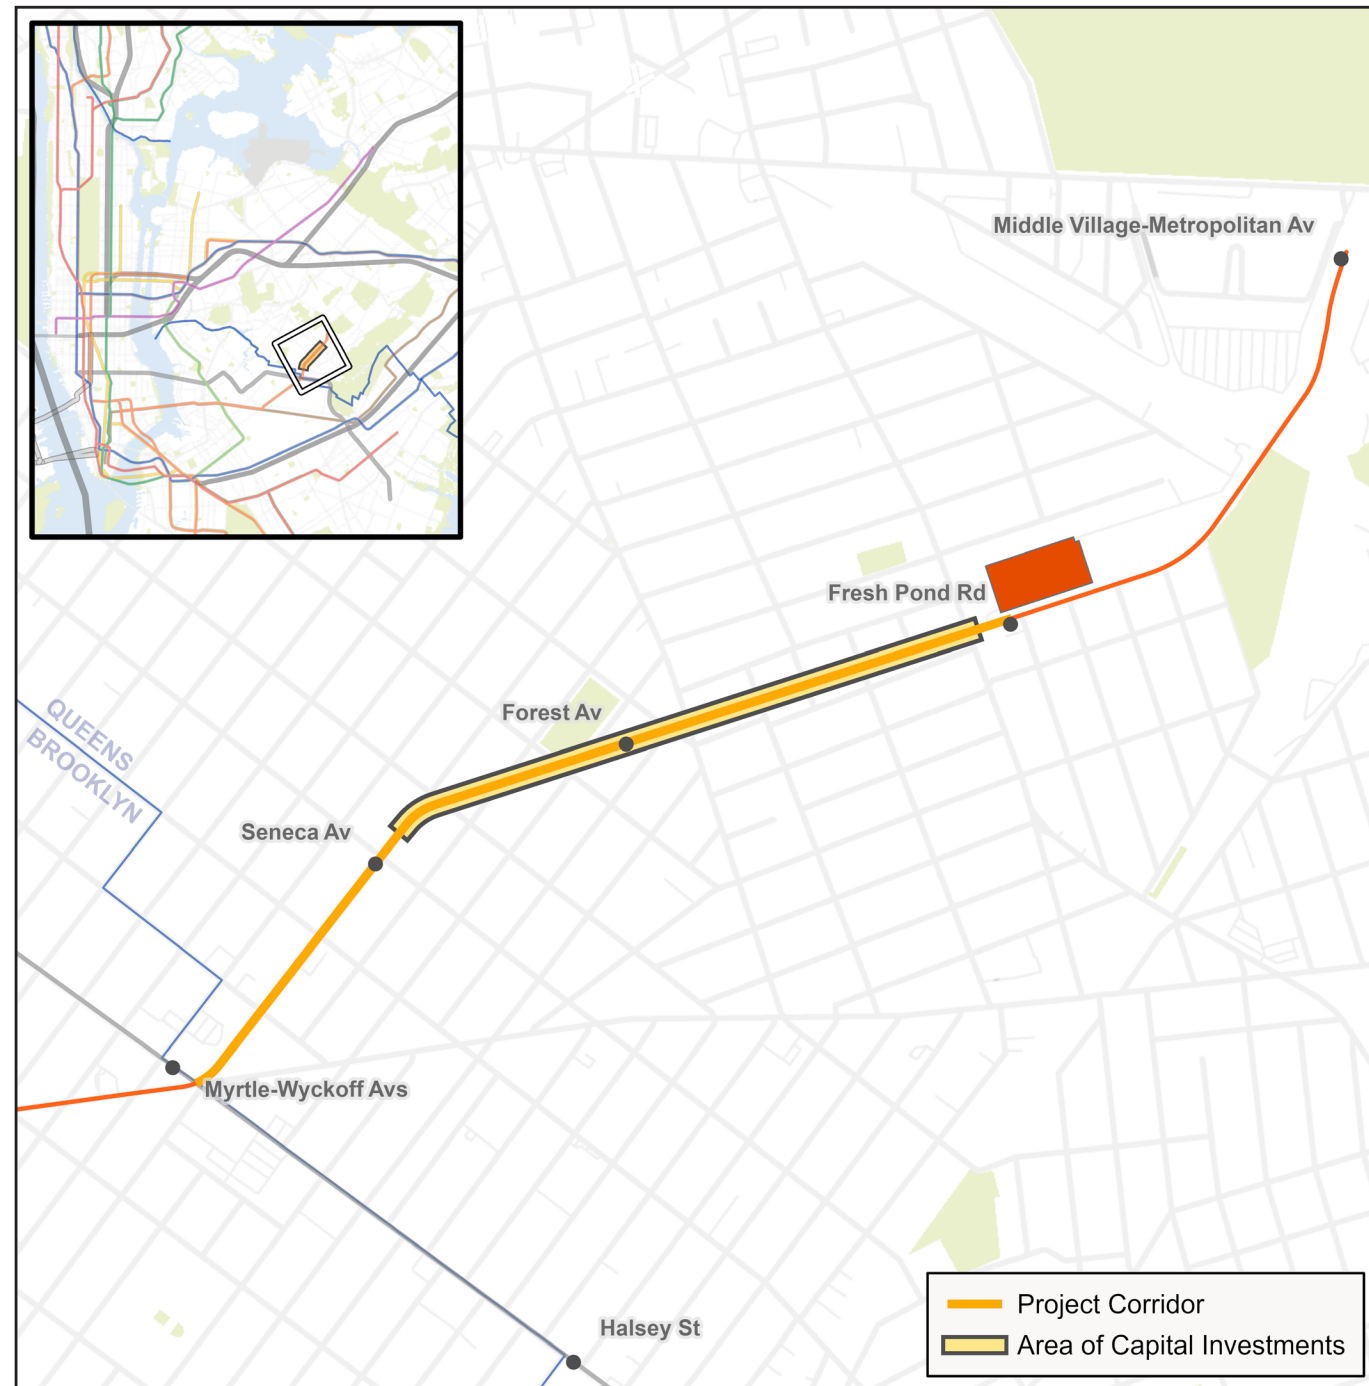 Middle Village-Metropolitan Av
Fresh Pond Rd
Forest Av
QUEENS
BROOKLYN
Seneca Av
Myrtle-Wyckoff Avs
Halsey St
Project Corridor
Area of Capital Investments